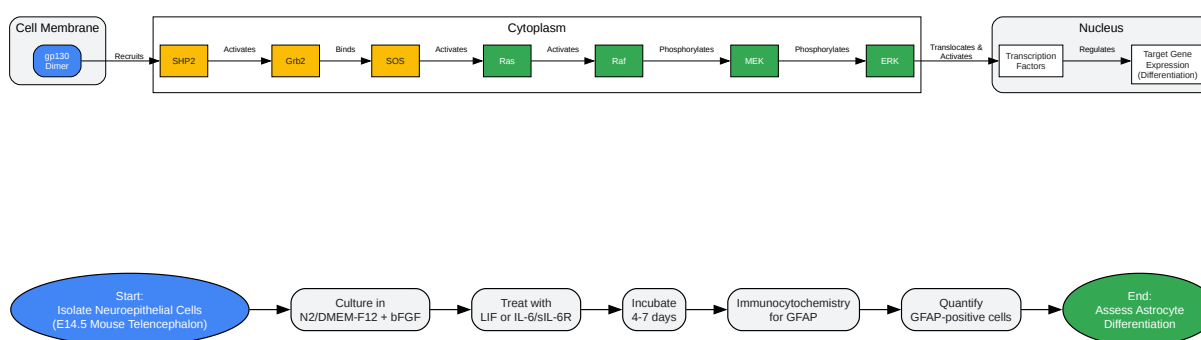 Cell Membrane
Cytoplasm
Nucleus
gp130
Dimer
Recruits
SHP2
Activates
Grb2
Binds
SOS
Activates
Ras
Activates
Raf
Phosphorylates
MEK
Phosphorylates
ERK
Translocates &
Activates
Transcription
Factors
Regulates
Target Gene
Expression
(Differentiation)
Start:
Isolate Neuroepithelial Cells
(E14.5 Mouse Telencephalon)
Culture in
N2/DMEM-F12 + bFGF
Treat with
LIF or IL-6/sIL-6R
Incubate
4-7 days
Immunocytochemistry
for GFAP
Quantify
GFAP-positive cells
End:
Assess Astrocyte
Differentiation